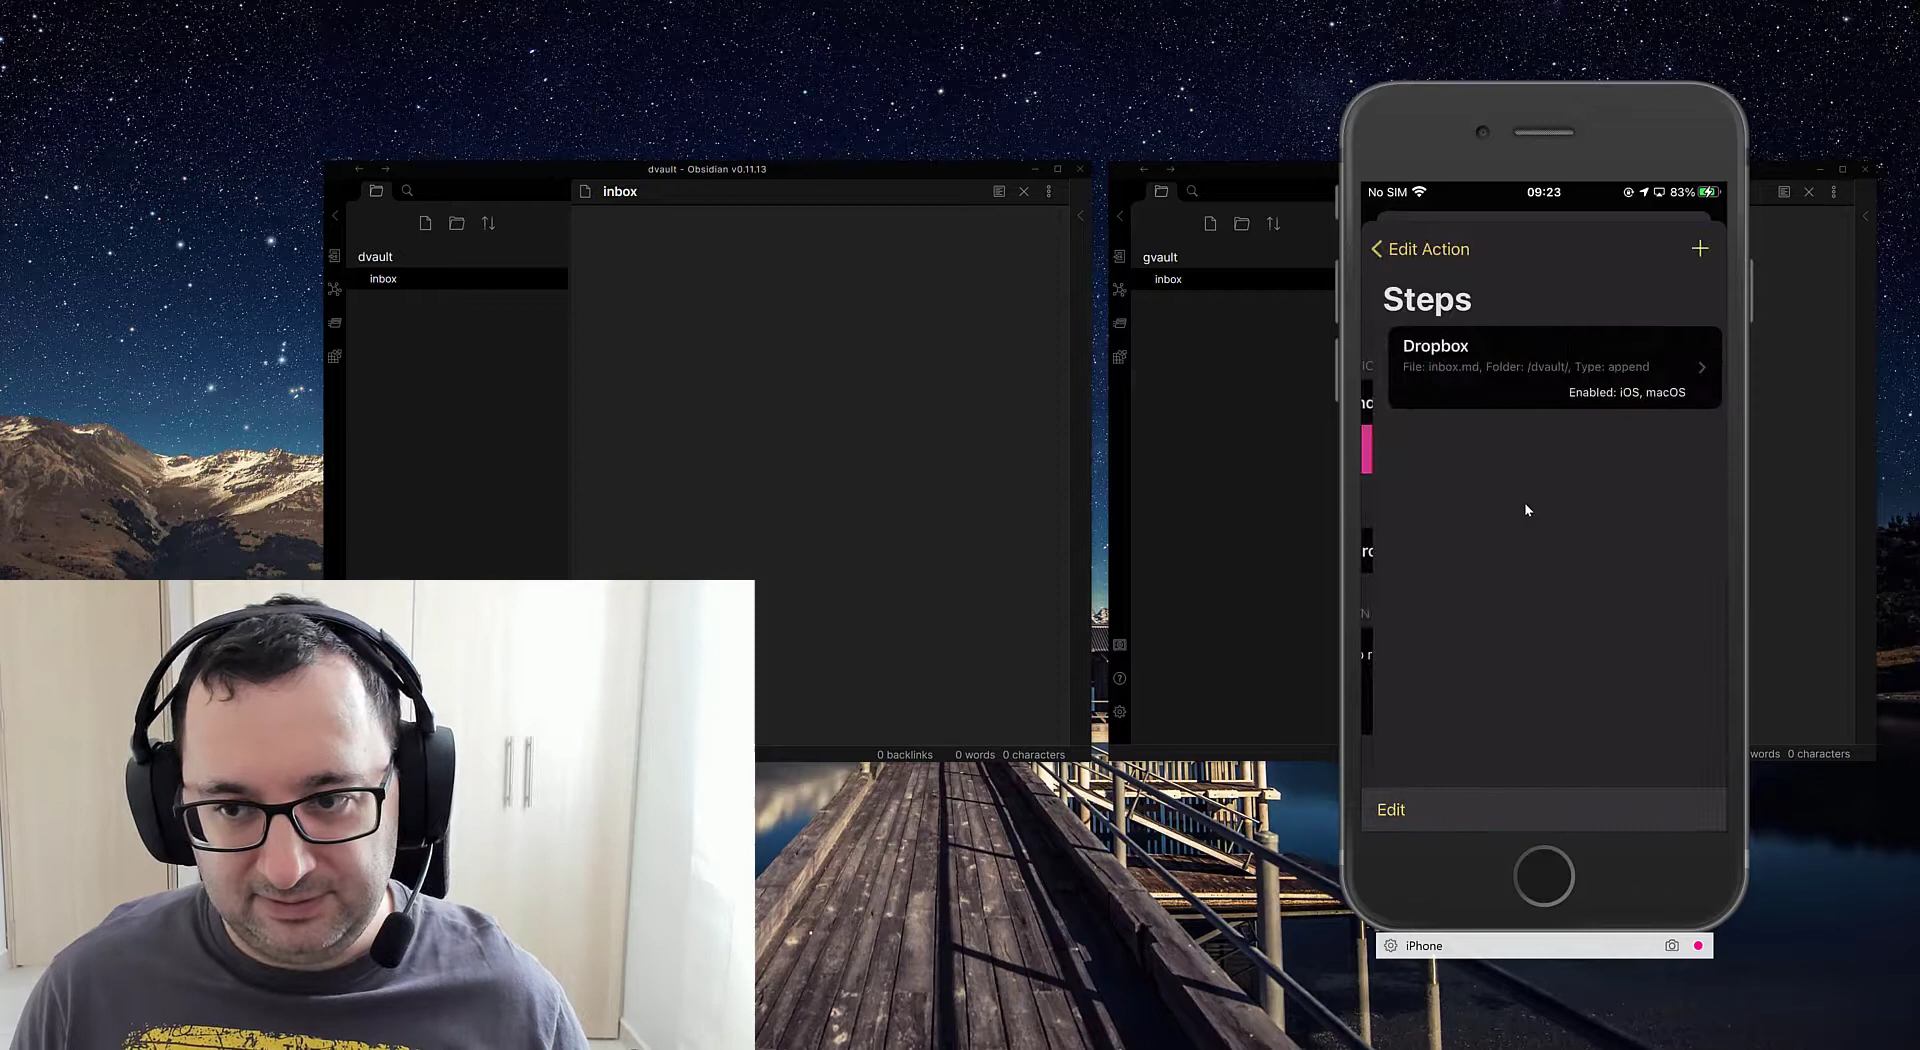 dvault - Obsidian v0.11.13
inbox
dvault
inbox
0 backlinks
0 words
0 characters
gvault
inbox
words
0 characters
No SIM
09:23
83%
Edit Action
Steps
Dropbox
File: inbox.md, Folder: /dvault/, Type: append
Enabled: iOS, macOS
Edit
iPhone